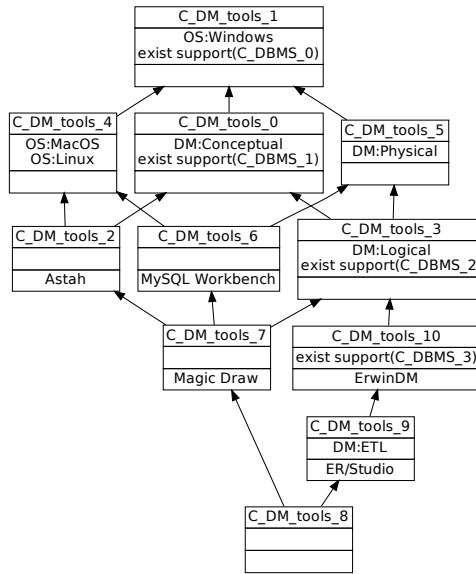 C_DM_tools_1
OS:Windows
exist support(C_DBMS_0)
C_DM_tools_4
OS:MacOS
OS:Linux
C_DM_tools_0
DM:Conceptual
exist support(C_DBMS_1)
C_DM_tools_5
DM:Physical
C_DM_tools_2
Astah
C_DM_tools_6
MySQL Workbench
C_DM_tools_3
DM:Logical
exist support(C_DBMS_2)
C_DM_tools_7
Magic Draw
C_DM_tools_10
exist support(C_DBMS_3)
ErwinDM
C_DM_tools_9
DM:ETL
ER/Studio
C_DM_tools_8